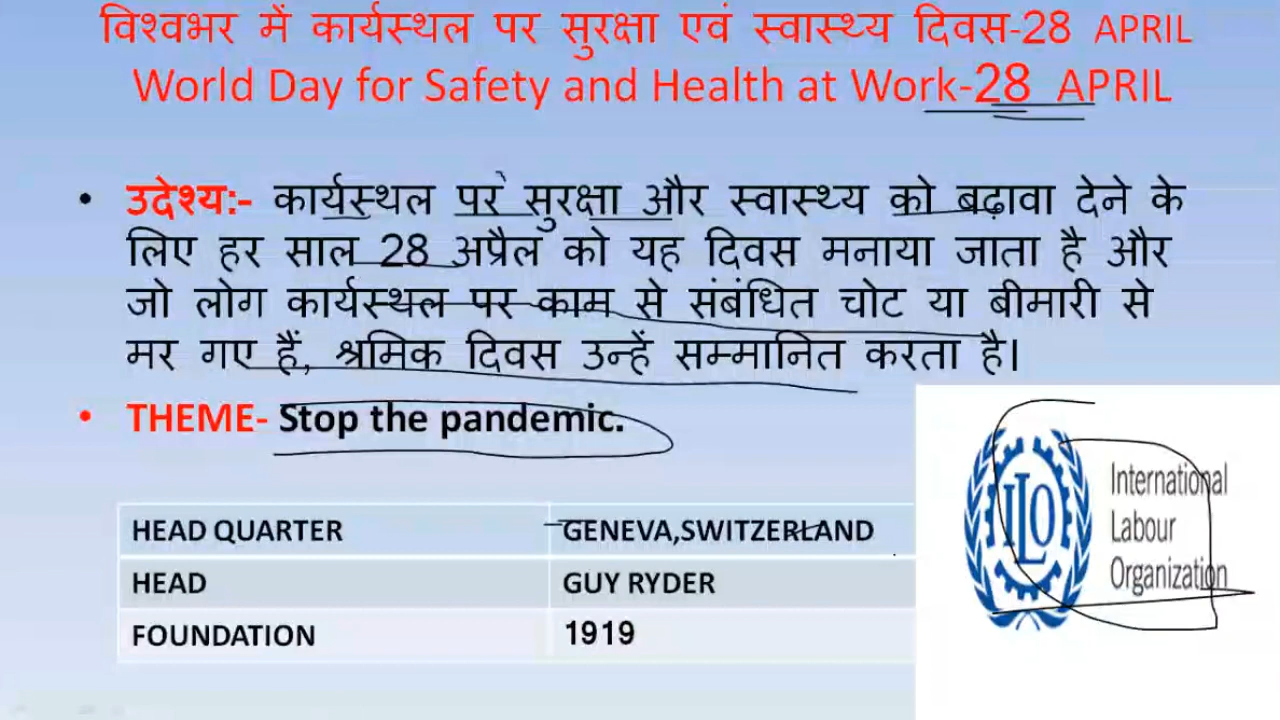 विश्वभर में कार्यस्थल पर सुरक्षा एवं स्वास्थ्य दिवस-28 APRIL
World Day for Safety and Health at Work-28 APRIL
• उदेश्य:- कार्यस्थल पर सुरक्षा और स्वास्थ्य को बढ़ावा देने के
लिए हर साल 28 अप्रैल को यह दिवस मनाया जाता है और
जो लोग कार्यस्थल पर काम से संबंधित चोट या बीमारी से
मर गए हैं, श्रमिक दिवस उन्हें सम्मानित करता है।
• THEME- Stop the pandemic.
HEAD QUARTER GENEVA,SWITZERLAND
HEAD GUY RYDER
FOUNDATION 1919
ILO
International
Labour
Organization